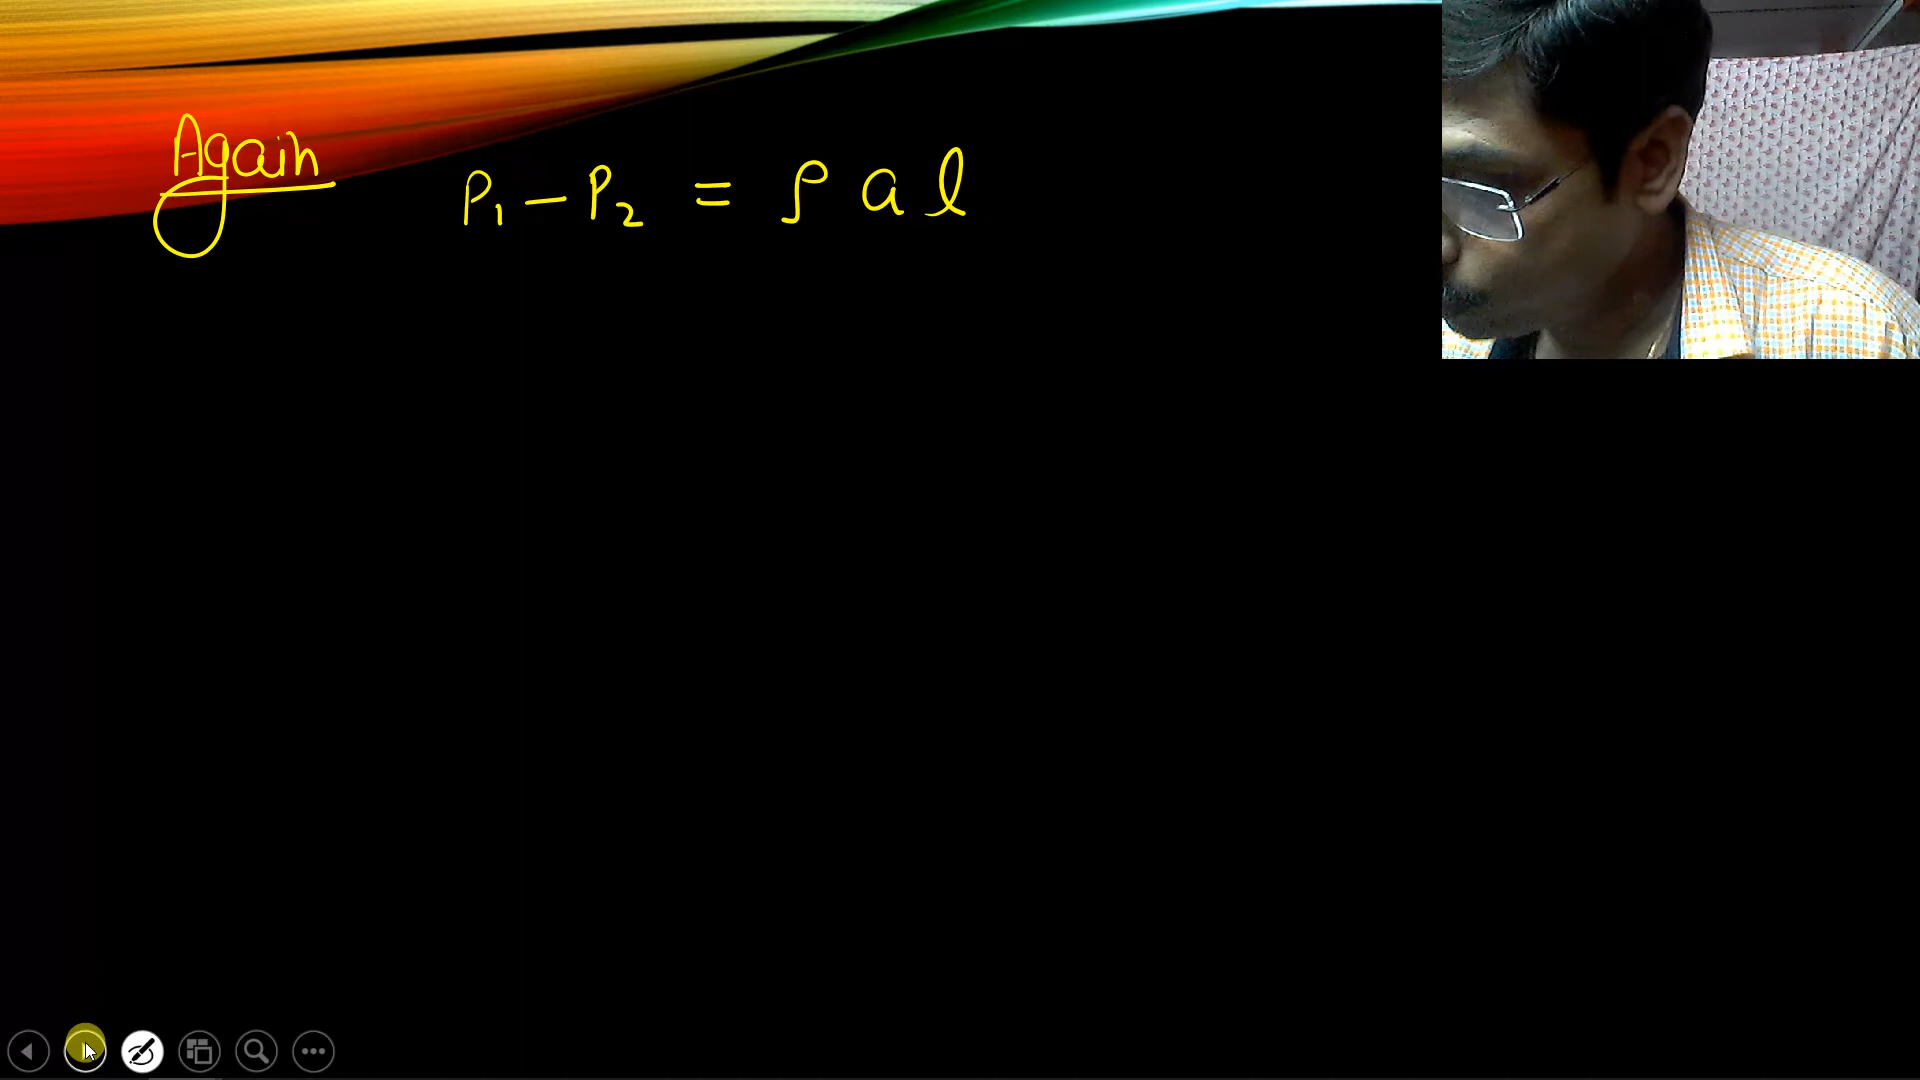 Again P₁ - P₂ = ρ a l